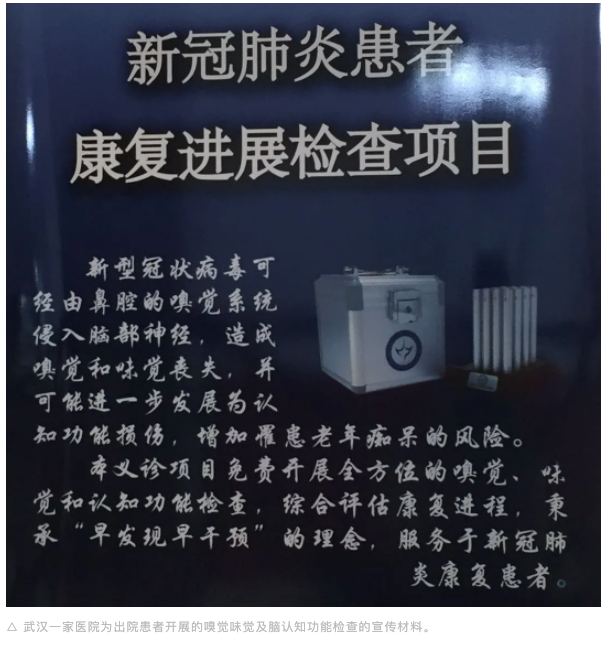 新冠肺炎患者
康复进展检查项目
新型冠状病毒可
经由鼻腔的嗅觉系统
侵入脑部神经，造成
嗅觉和味觉丧失，并
可能进一步发展为认
知功能损伤，增加罹患老年痴呆的风险。
本义诊项目免费开展全方位的嗅觉、味
觉和认知功能检查，综合评估康复进程，秉
承“早发现早干预”的理念，服务于新冠肺
炎康复患者。
△ 武汉一家医院为出院患者开展的嗅觉味觉及脑认知功能检查的宣传材料。